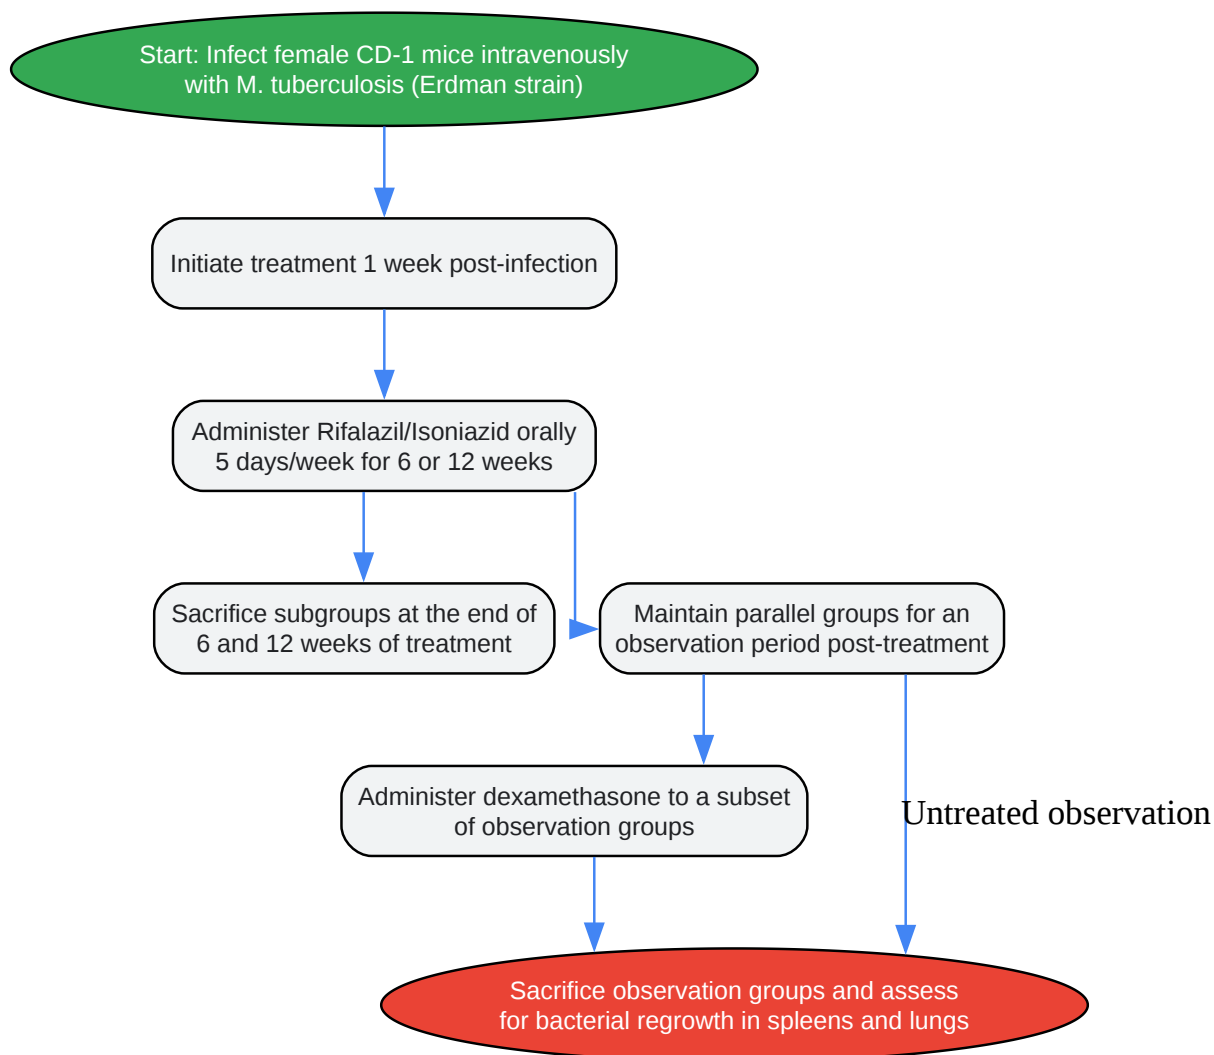 Start: Infect female CD-1 mice intravenously
with M. tuberculosis (Erdman strain)
Initiate treatment 1 week post-infection
Administer Rifalazil/Isoniazid orally
5 days/week for 6 or 12 weeks
Sacrifice subgroups at the end of
6 and 12 weeks of treatment
Maintain parallel groups for an
observation period post-treatment
Administer dexamethasone to a subset
of observation groups
Untreated observation
Sacrifice observation groups and assess
for bacterial regrowth in spleens and lungs